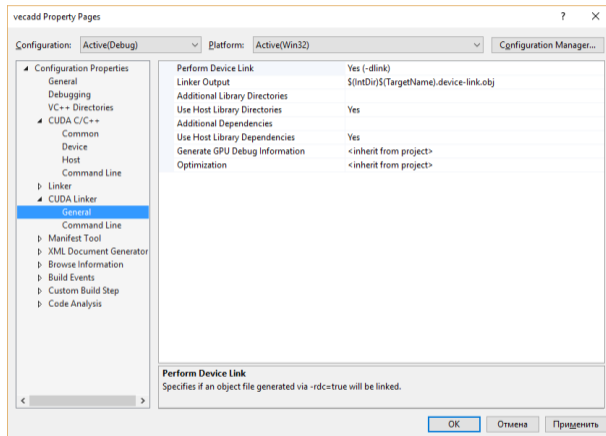 vecadd Property Pages ? ×
Configuration: Active(Debug) Platform: Active(Win32) Configuration Manager...
Configuration Properties
General
Debugging
VC++ Directories
CUDA C/C++
Common
Device
Host
Command Line
Linker
CUDA Linker
General
Command Line
Manifest Tool
XML Document Generator
Browse Information
Build Events
Custom Build Step
Code Analysis
Perform Device Link Yes (-dlink)
Linker Output $(IntDir)$(TargetName).device-link.obj
Additional Library Directories
Use Host Library Directories Yes
Additional Dependencies
Use Host Library Dependencies Yes
Generate GPU Debug Information <inherit from project>
Optimization <inherit from project>
Perform Device Link
Specifies if an object file generated via -rdc=true will be linked.
OK Отмена Применить